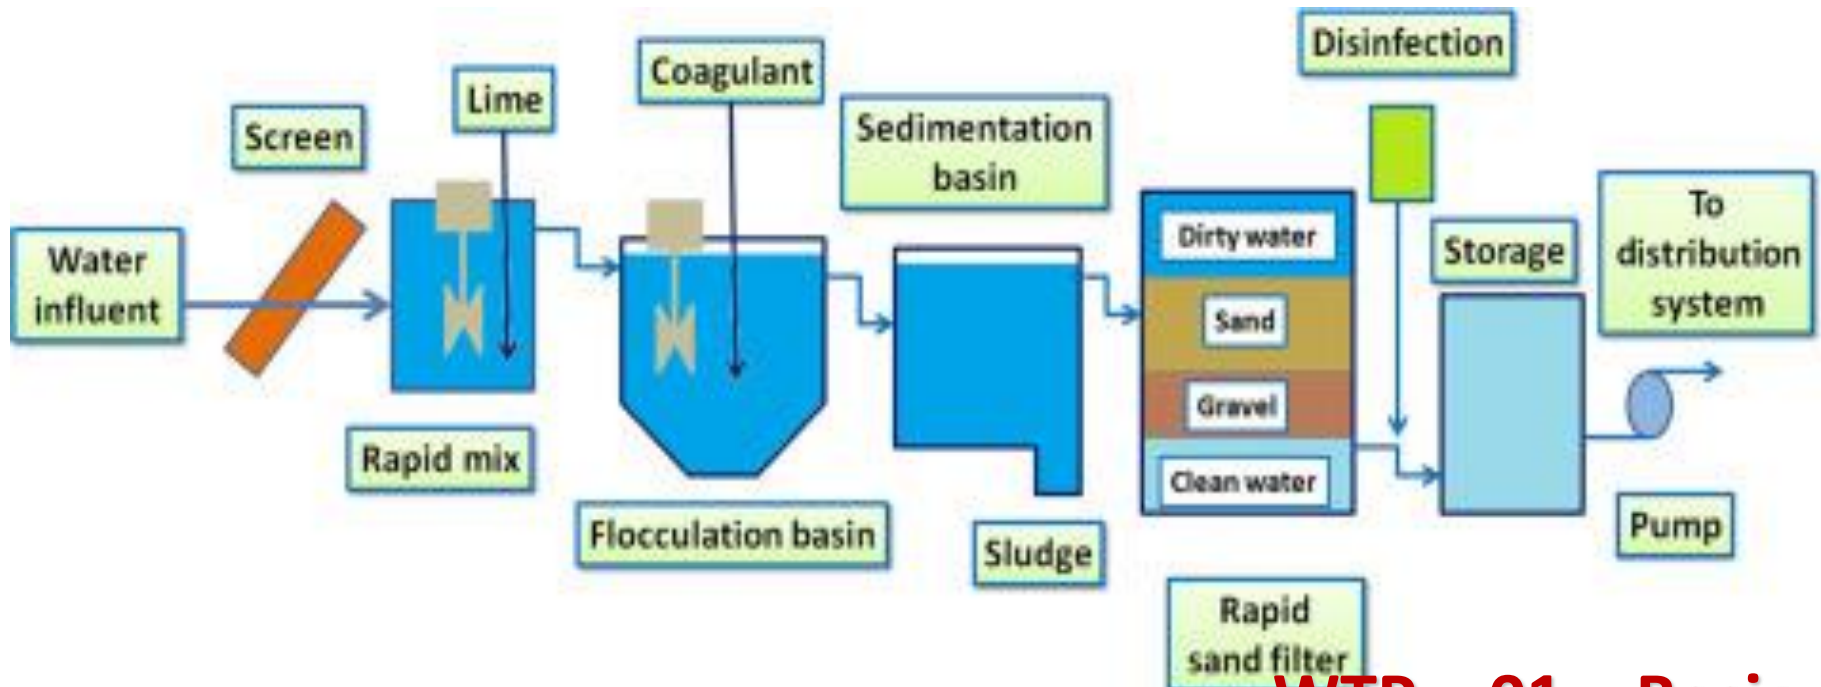 Disinfection
Coagulant
Lime
Screen
Sedimentation
basin
Water
influent
Dirty water
Sand
Gravel
Clean water
Storage
To
distribution
system
Rapid mix
Flocculation basin
Sludge
Pump
Rapid
sand filter